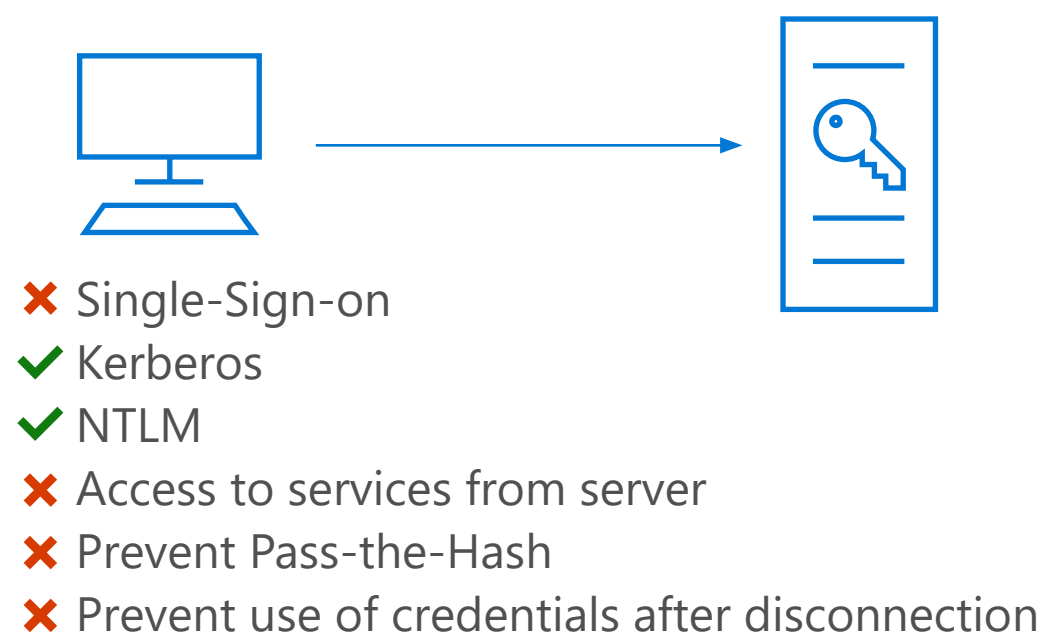 Single-Sign-on
Kerberos
NTLM
Access to services from server
Prevent Pass-the-Hash
Prevent use of credentials after disconnection